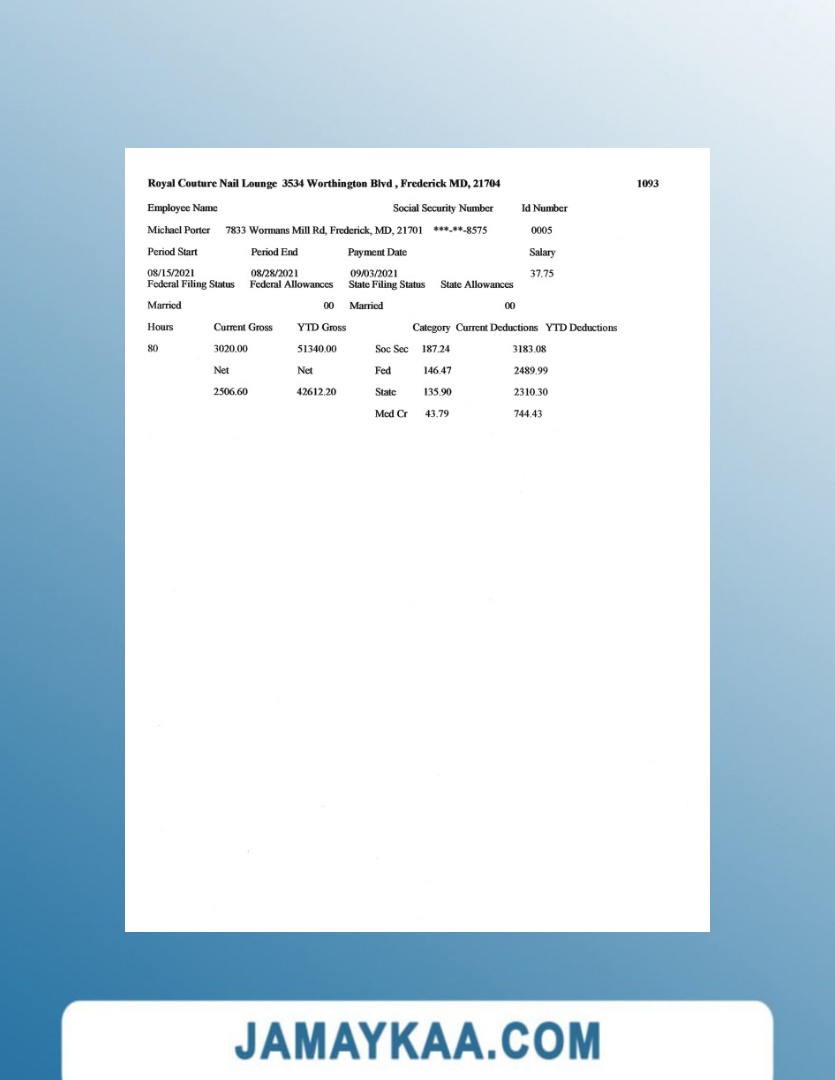 Royal Couture Nail Lounge 3534 Worthington Blvd , Frederick MD, 21704 1093
Employee Name Social Security Number Id Number
Michael Porter 7833 Wormans Mill Rd, Frederick, MD, 21701 ***-**-8575 0005
Period Start Period End Payment Date Salary
08/15/2021 08/28/2021 09/03/2021 37.75
Federal Filing Status Federal Allowances State Filing Status State Allowances
Married 00 Married 00
Hours Current Gross YTD Gross Category Current Deductions YTD Deductions
80 3020.00 51340.00 Soc Sec 187.24 3183.08
Net Net Fed 146.47 2489.99
2506.60 42612.20 State 135.90 2310.30
Med Cr 43.79 744.43
JAMAYKAA.COM